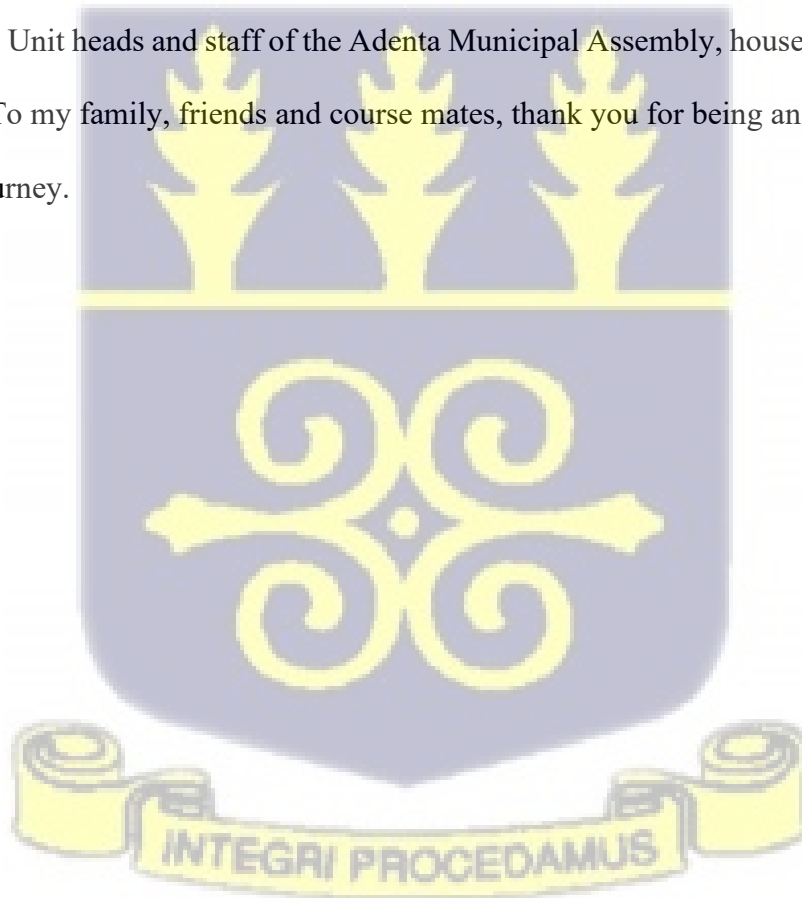 Unit heads and staff of the Adenta Municipal Assembly, house
To my family, friends and course mates, thank you for being an
urney.
INTEGRI PROCEDAMUS